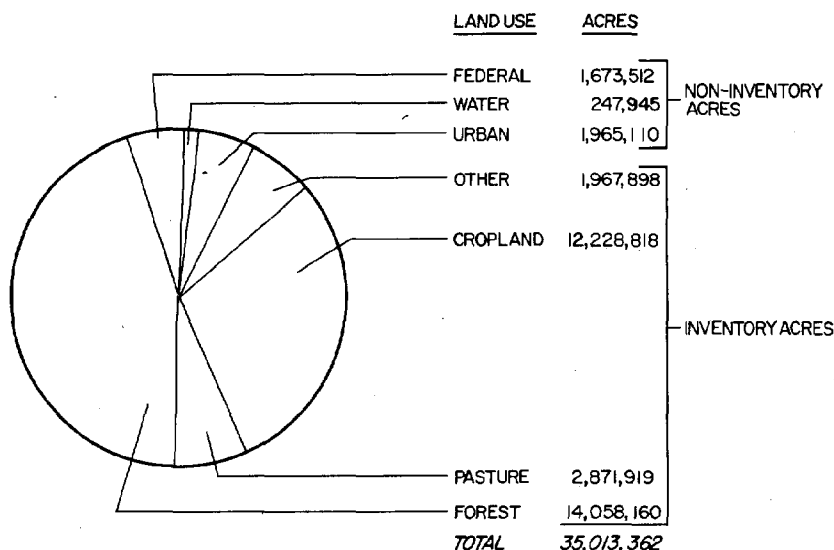 LAND USE ACRES
FEDERAL 1,673,512
WATER 247,945
URBAN 1,965,110
NON-INVENTORY
ACRES
OTHER 1,967,898
CROPLAND 12,228,818
INVENTORY ACRES
PASTURE 2,871,919
FOREST 14,058,160
TOTAL 35,013,362